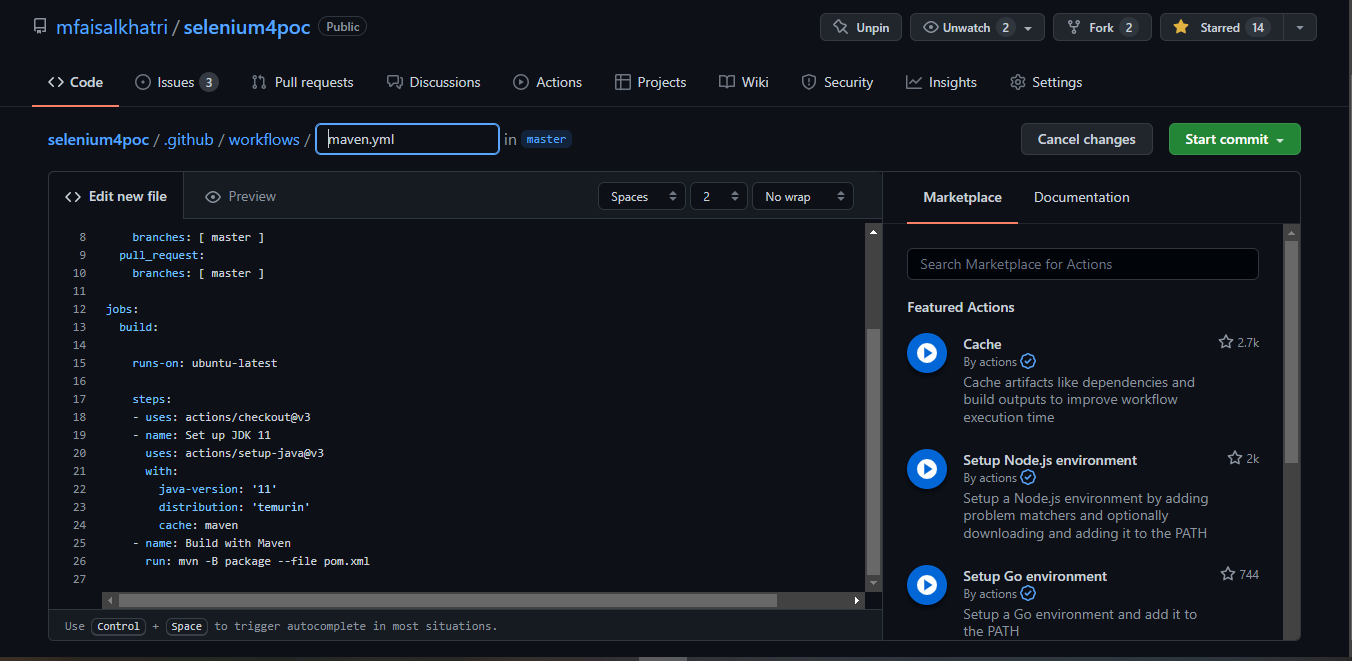 mfaisalkhatri / selenium4poc Public
Unpin Unwatch 2 Fork 2 Starred 14
Code Issues 3 Pull requests Discussions Actions Projects Wiki Security Insights Settings
selenium4poc / .github / workflows / maven.yml in master
Cancel changes Start commit
Edit new file Preview
Spaces 2 No wrap
8 branches: [ master ]
9 pull_request:
10 branches: [ master ]
11
12 jobs:
13 build:
14
15 runs-on: ubuntu-latest
16
17 steps:
18 - uses: actions/checkout@v3
19 - name: Set up JDK 11
20 uses: actions/setup-java@v3
21 with:
22 java-version: '11'
23 distribution: 'temurin'
24 cache: maven
25 - name: Build with Maven
26 run: mvn -B package --file pom.xml
27
Use Control + Space to trigger autocomplete in most situations.
Marketplace Documentation
Search Marketplace for Actions
Featured Actions
Cache 2.7k
By actions
Cache artifacts like dependencies and
build outputs to improve workflow
execution time
Setup Node.js environment 2k
By actions
Setup a Node.js environment by adding
problem matchers and optionally
downloading and adding it to the PATH
Setup Go environment 744
By actions
Setup a Go environment and add it to
the PATH